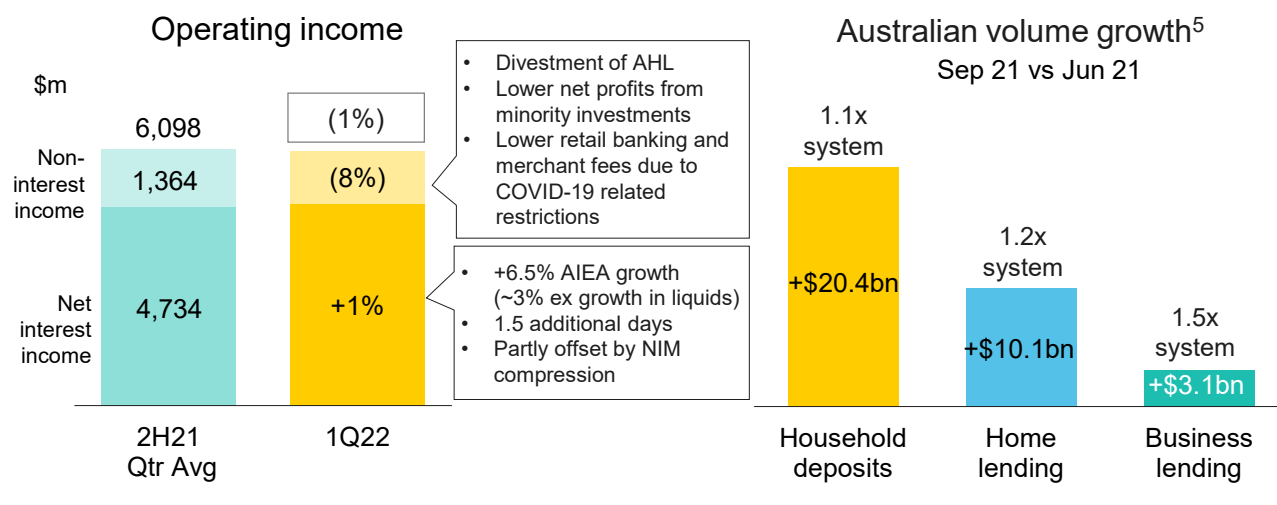 Operating income
$m
6,098
(1%)
Non-
interest
income
1,364
(8%)
Net
interest
income
4,734
+1%
2H21
Qtr Avg
1Q22
• Divestment of AHL
• Lower net profits from
minority investments
• Lower retail banking and
merchant fees due to
COVID-19 related
restrictions
• +6.5% AIEA growth
(~3% ex growth in liquids)
• 1.5 additional days
• Partly offset by NIM
compression
Australian volume growth⁵
Sep 21 vs Jun 21
1.1x
system
+$20.4bn
Household
deposits
1.2x
system
+$10.1bn
Home
lending
1.5x
system
+$3.1bn
Business
lending